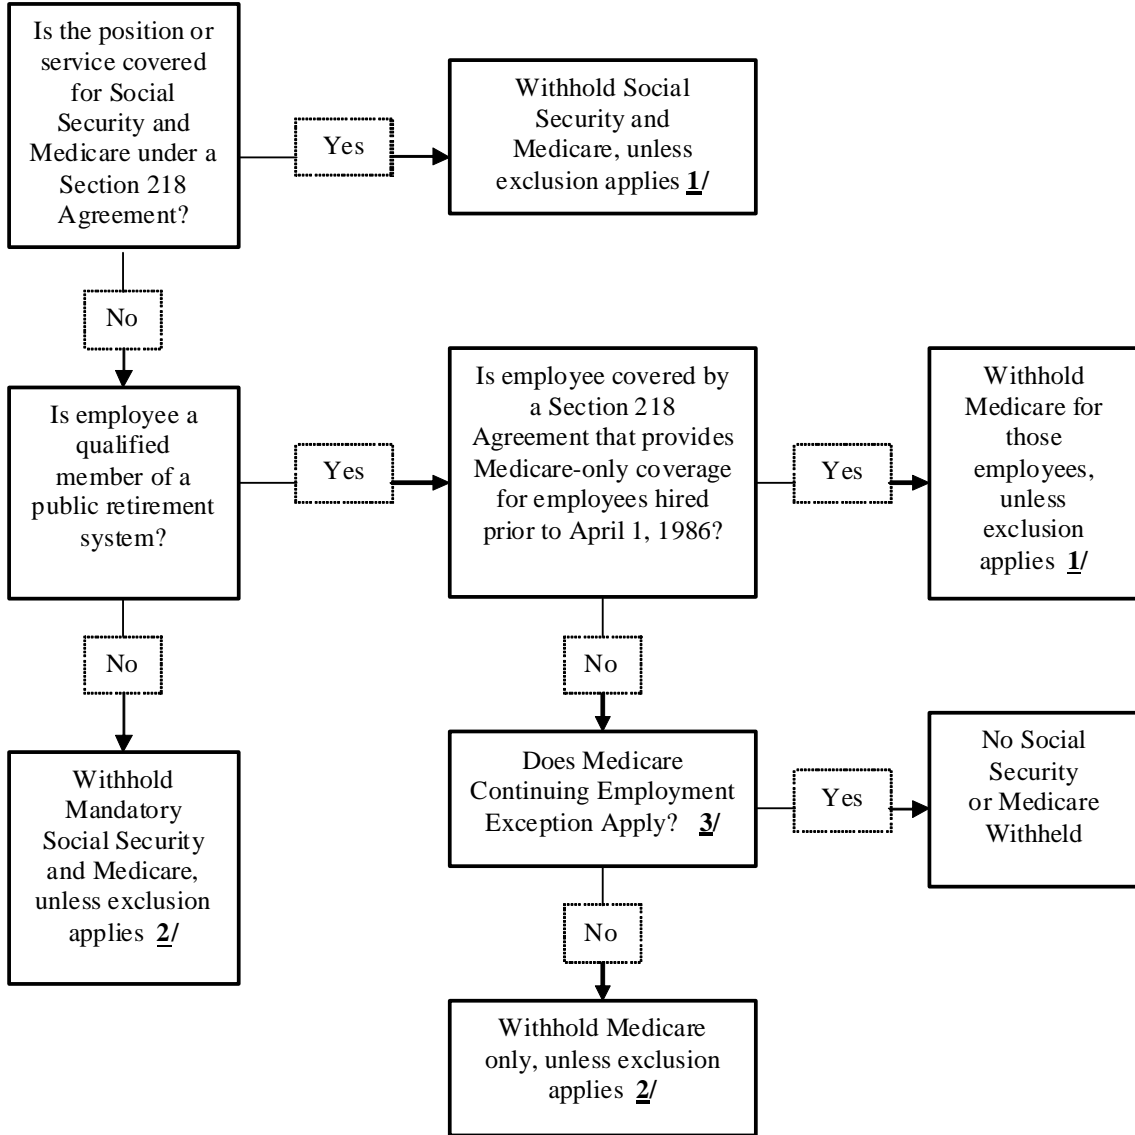 Is the position or
service covered
for Social
Security and
Medicare under a
Section 218
Agreement?
Yes
Withhold Social
Security and
Medicare, unless
exclusion applies 1/
No
Is employee a
qualified
member of a
public retirement
system?
Yes
Is employee covered by
a Section 218
Agreement that provides
Medicare-only coverage
for employees hired
prior to April 1, 1986?
Yes
Withhold
Medicare for
those
employees,
unless
exclusion
applies 1/
No
Withhold
Mandatory
Social Security
and Medicare,
unless exclusion
applies 2/
No
Does Medicare
Continuing Employment
Exception Apply? 3/
Yes
No Social
Security
or Medicare
Withheld
No
Withhold Medicare
only, unless exclusion
applies 2/